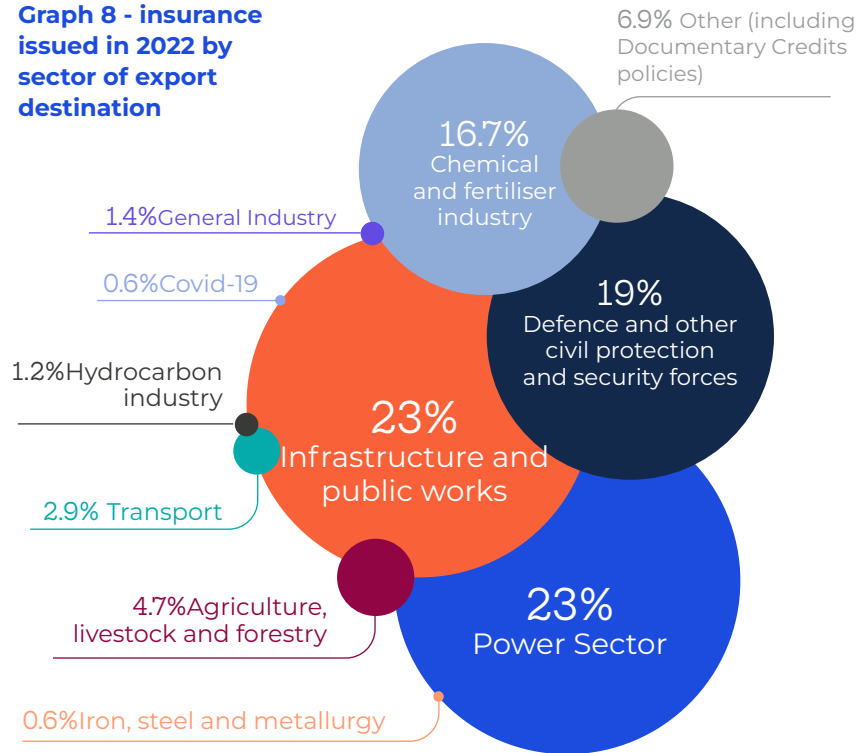 Graph 8 - insurance
issued in 2022 by
sector of export
destination
6.9% Other (including
Documentary Credits
policies)
16.7%
Chemical
and fertiliser
industry
1.4%General Industry
0.6%Covid-19
19%
Defence and other
civil protection
and security forces
1.2%Hydrocarbon
industry
23%
Infrastructure and
public works
2.9% Transport
4.7%Agriculture,
livestock and forestry
23%
Power Sector
0.6%Iron, steel and metallurgy